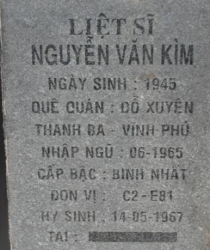 LIỆT SĨ
NGUYỄN VĂN KÌM
NGÀY SINH : 1945
QUÊ QUÁN : ĐỖ XUYÊN
THANH BA - VĨNH PHÚ
NHẬP NGŨ : 06-1965
CẤP BẬC : BINH NHẤT
ĐƠN VỊ : C2-E81
HY SINH : 14-05-1967
TẠI :